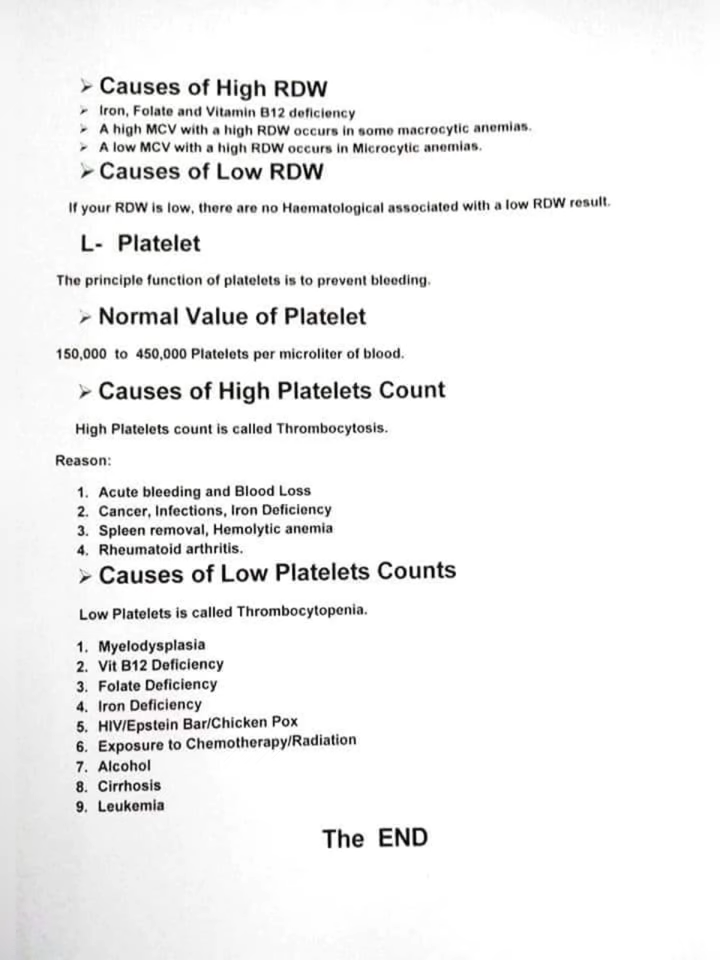 ➤ Causes of High RDW
➤ Iron, Folate and Vitamin B12 deficiency
➤ A high MCV with a high RDW occurs in some macrocytic anemias.
➤ A low MCV with a high RDW occurs in Microcytic anemias.
➤ Causes of Low RDW
If your RDW is low, there are no Haematological associated with a low RDW result.
L- Platelet
The principle function of platelets is to prevent bleeding.
➤ Normal Value of Platelet
150,000 to 450,000 Platelets per microliter of blood.
➤ Causes of High Platelets Count
High Platelets count is called Thrombocytosis.
Reason:
1. Acute bleeding and Blood Loss
2. Cancer, Infections, Iron Deficiency
3. Spleen removal, Hemolytic anemia
4. Rheumatoid arthritis.
➤ Causes of Low Platelets Counts
Low Platelets is called Thrombocytopenia.
1. Myelodysplasia
2. Vit B12 Deficiency
3. Folate Deficiency
4. Iron Deficiency
5. HIV/Epstein Bar/Chicken Pox
6. Exposure to Chemotherapy/Radiation
7. Alcohol
8. Cirrhosis
9. Leukemia
The END